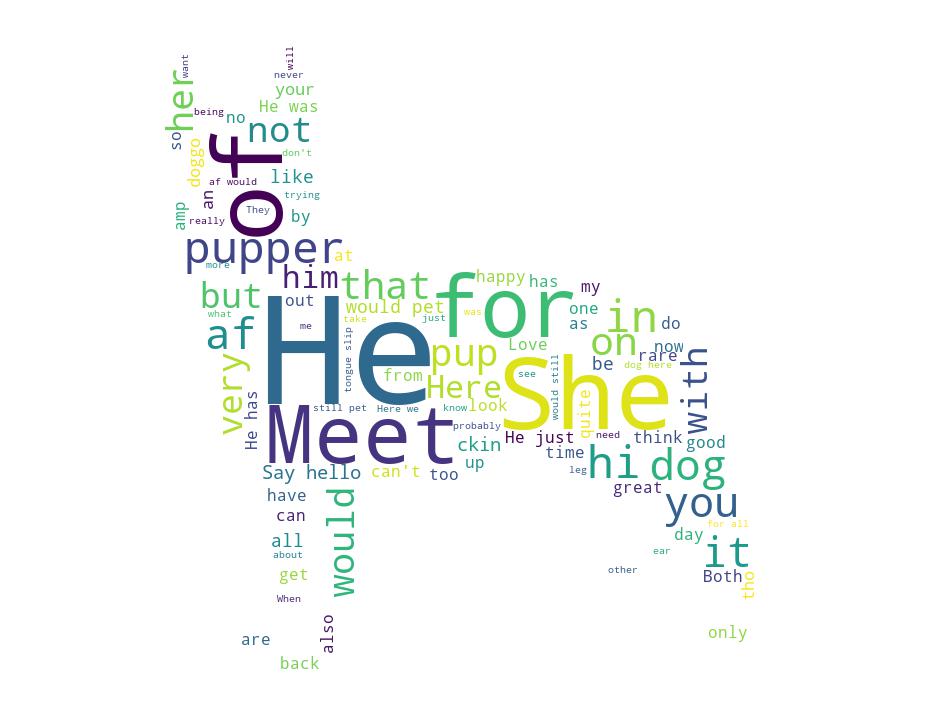 will
want
never
her
your
He was
being
no
not
so
of
doggo
don't
like
af would
an
trying
They
amp
really
by
pupper
at
more
him
that
for
happy
has
my
but
out
would pet
what
He
me
take
just
was
one
as
in
do
af
tongue slip
pup
Love
on
now
very
from
Here
see
She
would still
be
rare
dog here
with
He has
still pet
Here we
know
look
quite
Meet
probably
He just
need
think
good
ckin
time
Say hello
can't
too
up
leg
hi
dog
have
would
great
you
can
for all
all
day
it
about
ear
get
other
Both
tho
When
also
are
only
back